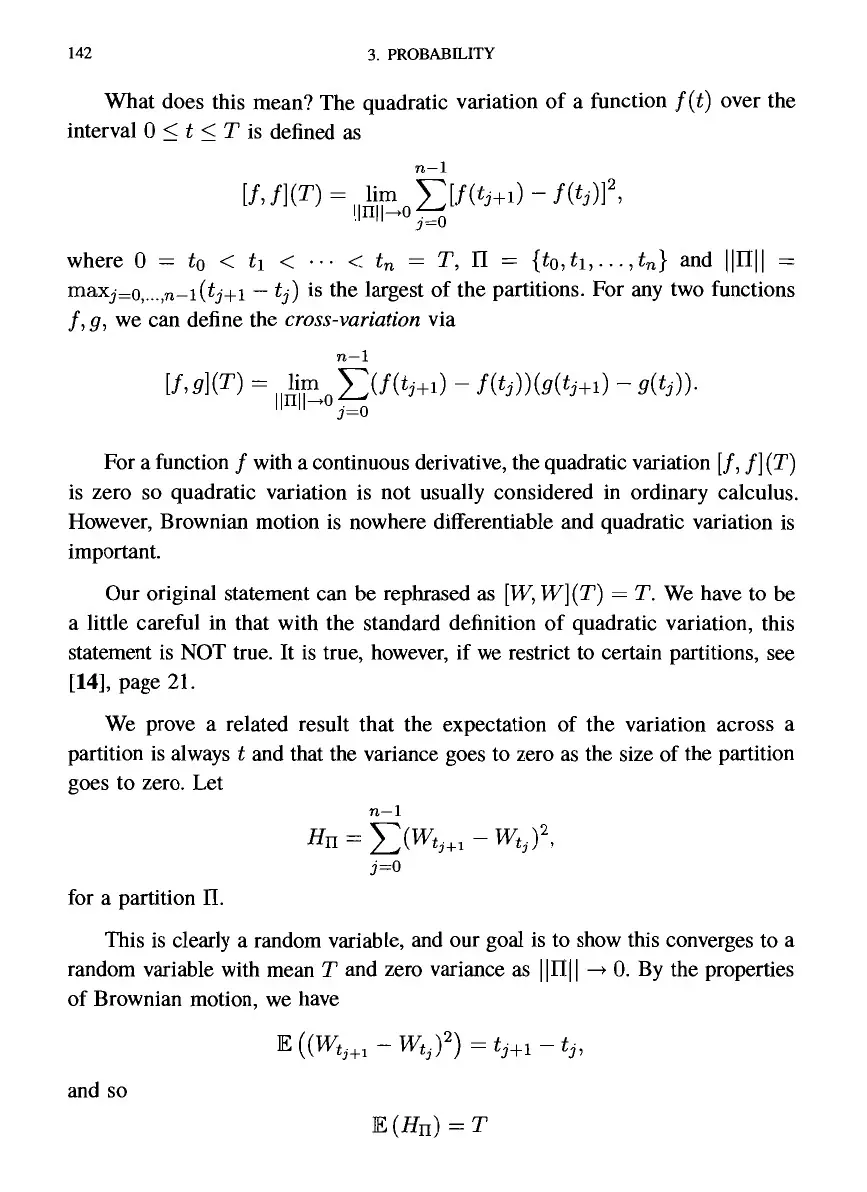 142 3. PROBABILITY
What does this mean? The quadratic variation of a function f(t) over the
interval 0 ≤ t ≤ T is defined as
[f, f](T) = lim_{||Π||→0} ∑_{j=0}^{n−1} [f(t_{j+1}) − f(t_j)]²,
where 0 = t₀ < t₁ < ··· < t_n = T, Π = {t₀, t₁, . . . , t_n} and ||Π|| =
max_{j=0,...,n−1}(t_{j+1} − t_j) is the largest of the partitions. For any two functions
f, g, we can define the cross-variation via
[f, g](T) = lim_{||Π||→0} ∑_{j=0}^{n−1} (f(t_{j+1}) − f(t_j))(g(t_{j+1}) − g(t_j)).
For a function f with a continuous derivative, the quadratic variation [f, f](T)
is zero so quadratic variation is not usually considered in ordinary calculus.
However, Brownian motion is nowhere differentiable and quadratic variation is
important.
Our original statement can be rephrased as [W, W](T) = T. We have to be
a little careful in that with the standard definition of quadratic variation, this
statement is NOT true. It is true, however, if we restrict to certain partitions, see
[14], page 21.
We prove a related result that the expectation of the variation across a
partition is always t and that the variance goes to zero as the size of the partition
goes to zero. Let
H_Π = ∑_{j=0}^{n−1} (W_{t_{j+1}} − W_{t_j})²,
for a partition Π.
This is clearly a random variable, and our goal is to show this converges to a
random variable with mean T and zero variance as ||Π|| → 0. By the properties
of Brownian motion, we have
𝔼 ((W_{t_{j+1}} − W_{t_j})²) = t_{j+1} − t_j,
and so
𝔼 (H_Π) = T